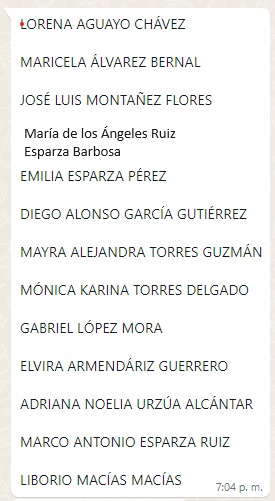 LORENA AGUAYO CHÁVEZ
MARICELA ÁLVAREZ BERNAL
JOSÉ LUIS MONTAÑEZ FLORES
María de los Ángeles Ruiz
Esparza Barbosa
EMILIA ESPARZA PÉREZ
DIEGO ALONSO GARCÍA GUTIÉRREZ
MAYRA ALEJANDRA TORRES GUZMÁN
MÓNICA KARINA TORRES DELGADO
GABRIEL LÓPEZ MORA
ELVIRA ARMENDÁRIZ GUERRERO
ADRIANA NOELIA URZÚA ALCÁNTAR
MARCO ANTONIO ESPARZA RUIZ
LIBORIO MACÍAS MACÍAS
7:04 p. m.